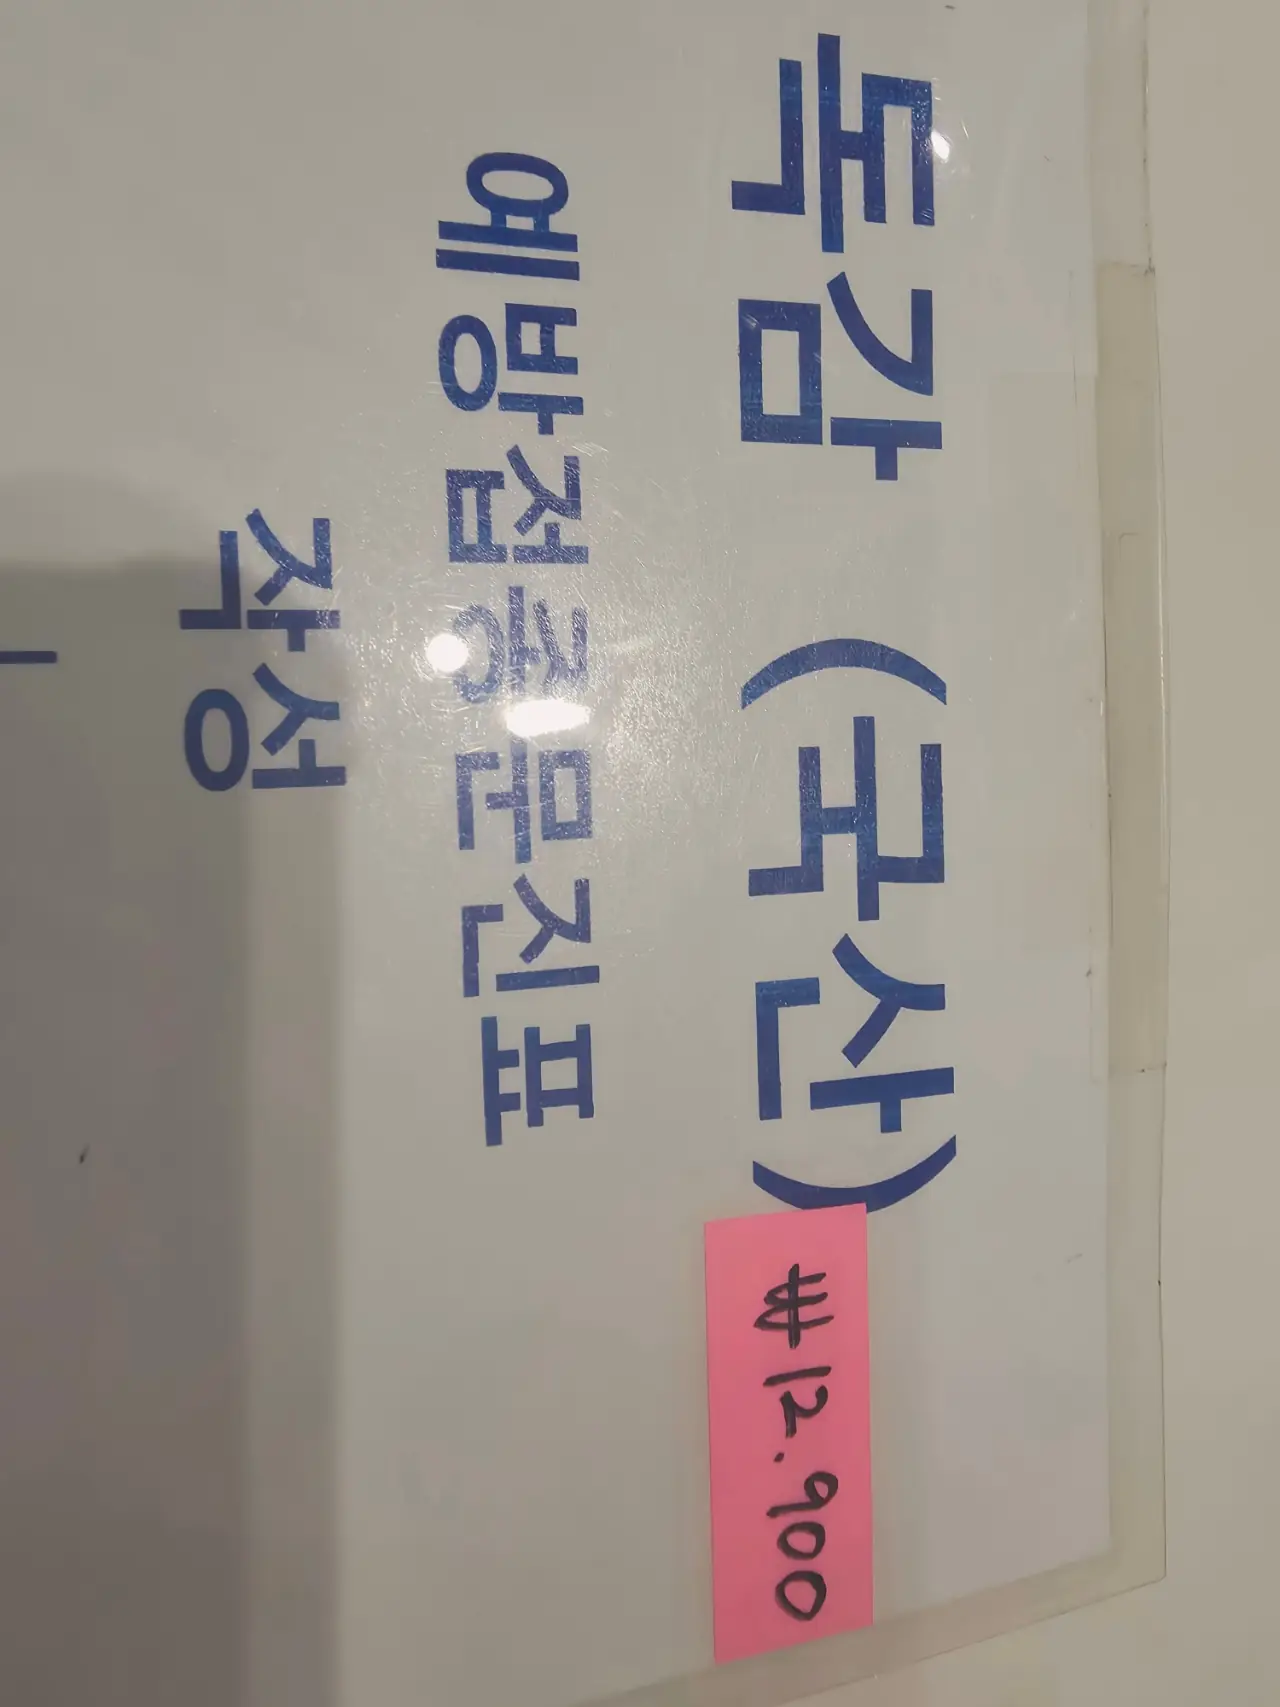 독감 (국산)
₩12.900
예방접종문진표
작성